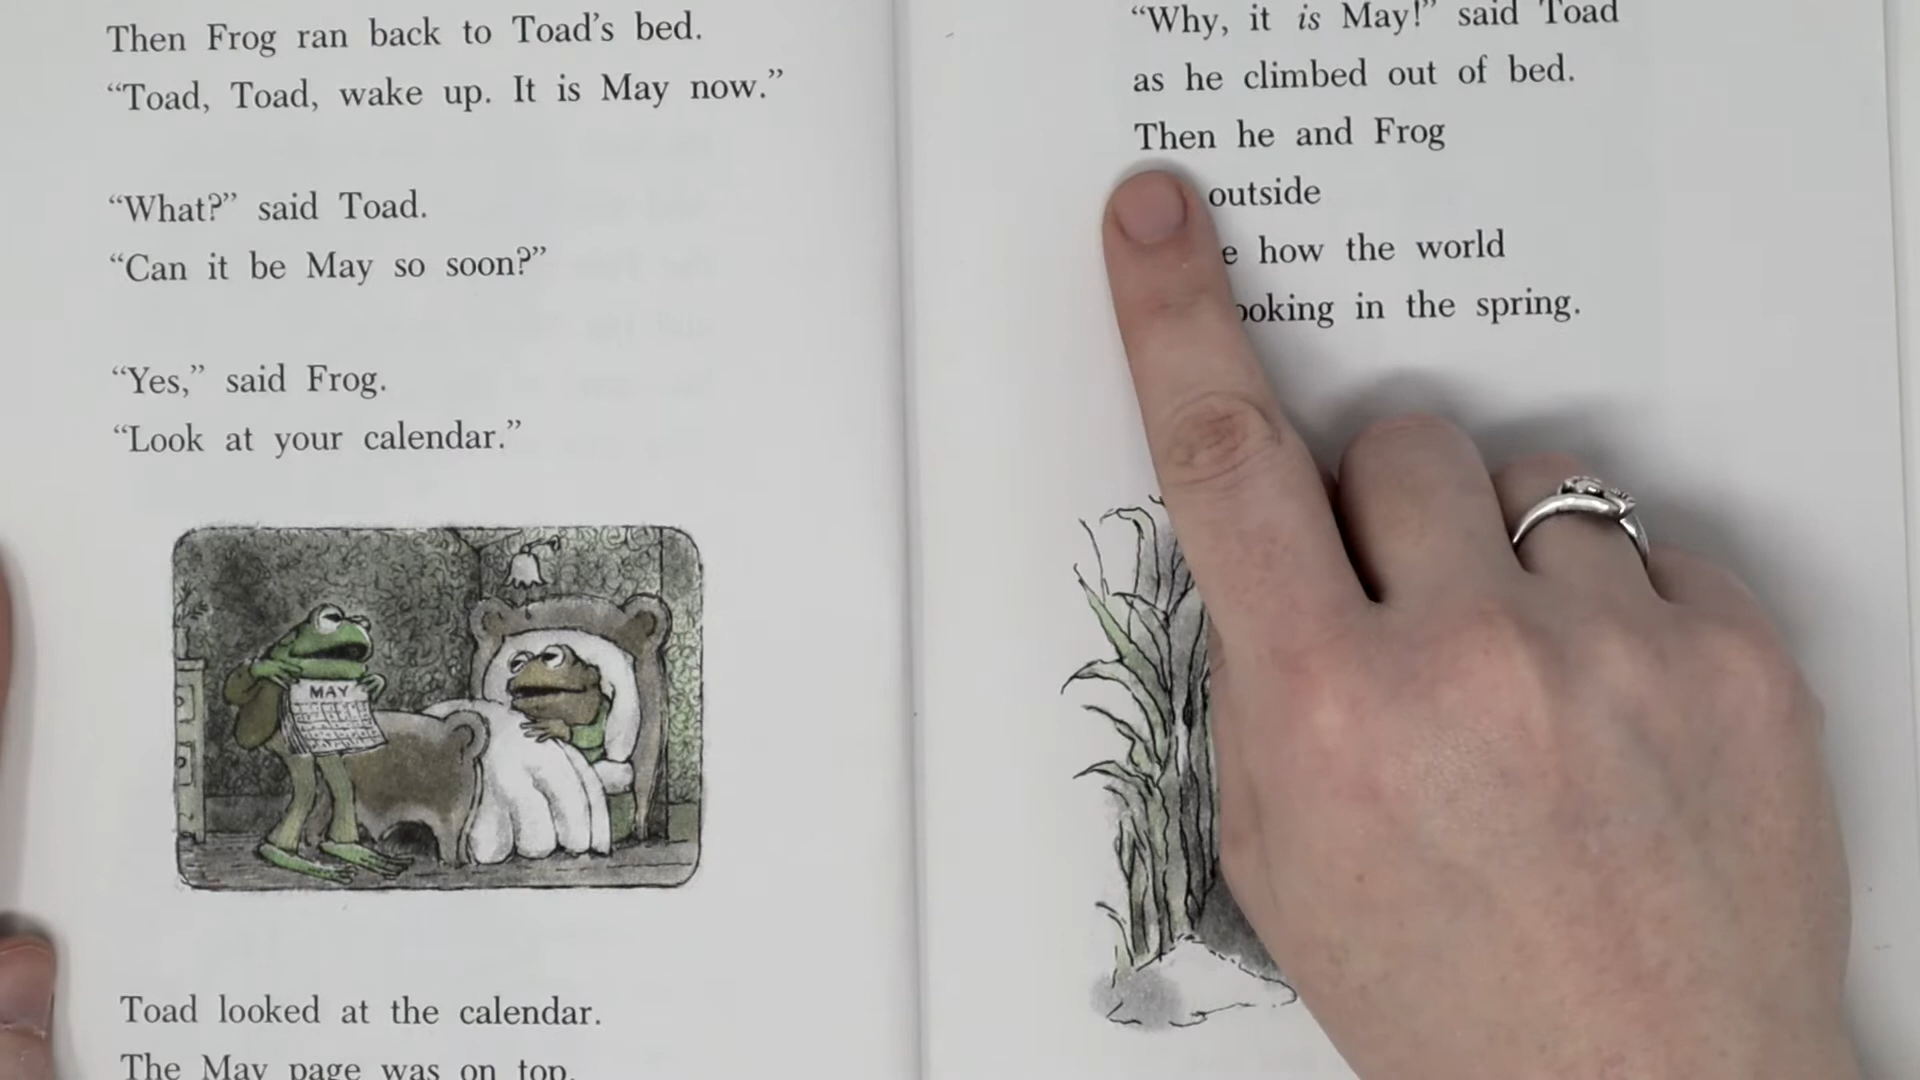 Then Frog ran back to Toad’s bed.
“Toad, Toad, wake up. It is May now.”
“What?” said Toad.
“Can it be May so soon?”
“Yes,” said Frog.
“Look at your calendar.”
MAY
Toad looked at the calendar.
The May page was on top.
“Why, it is May!” said Toad
as he climbed out of bed.
Then he and Frog
outside
how the world
in the spring.